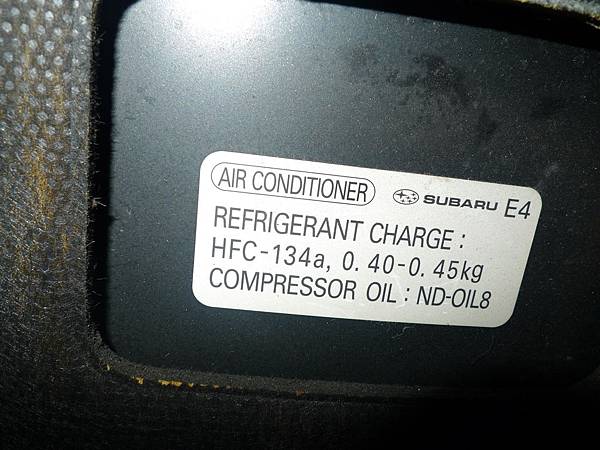 AIR CONDITIONER SUBARU E4
REFRIGERANT CHARGE :
HFC-134a, 0.40-0.45kg
COMPRESSOR OIL : ND-OIL8